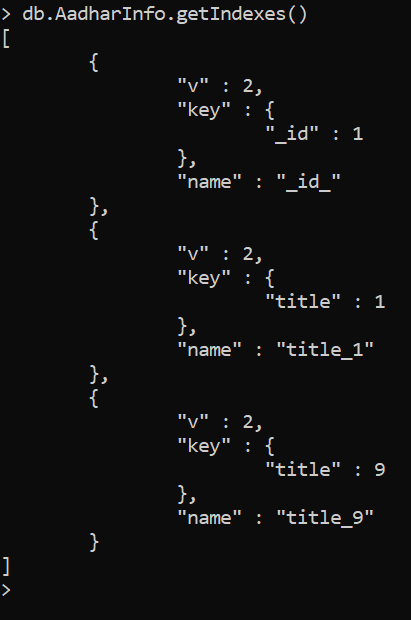 > db.AadharInfo.getIndexes()
[
        {
                "v" : 2,
                "key" : {
                        "_id" : 1
                },
                "name" : "_id_"
        },
        {
                "v" : 2,
                "key" : {
                        "title" : 1
                },
                "name" : "title_1"
        },
        {
                "v" : 2,
                "key" : {
                        "title" : 9
                },
                "name" : "title_9"
        }
]
>